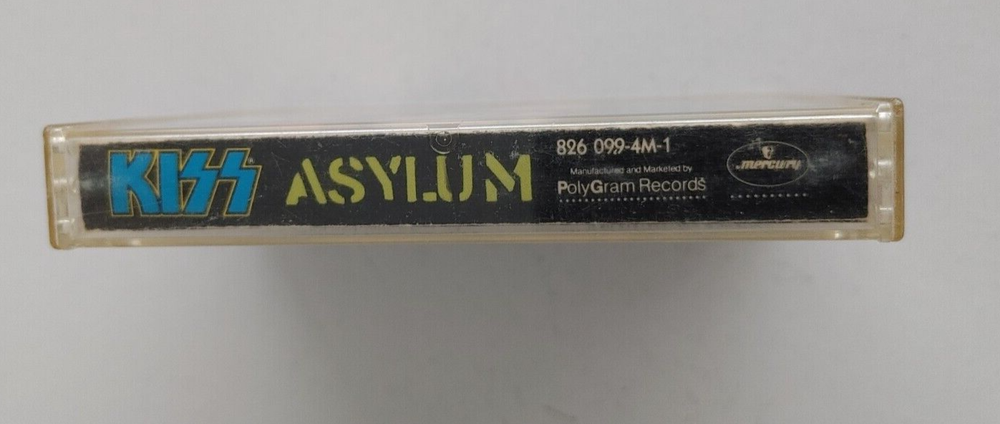 KISS ASYLUM
826 099-4M-1
Manufactured and Marketed by
PolyGram Records
mercury